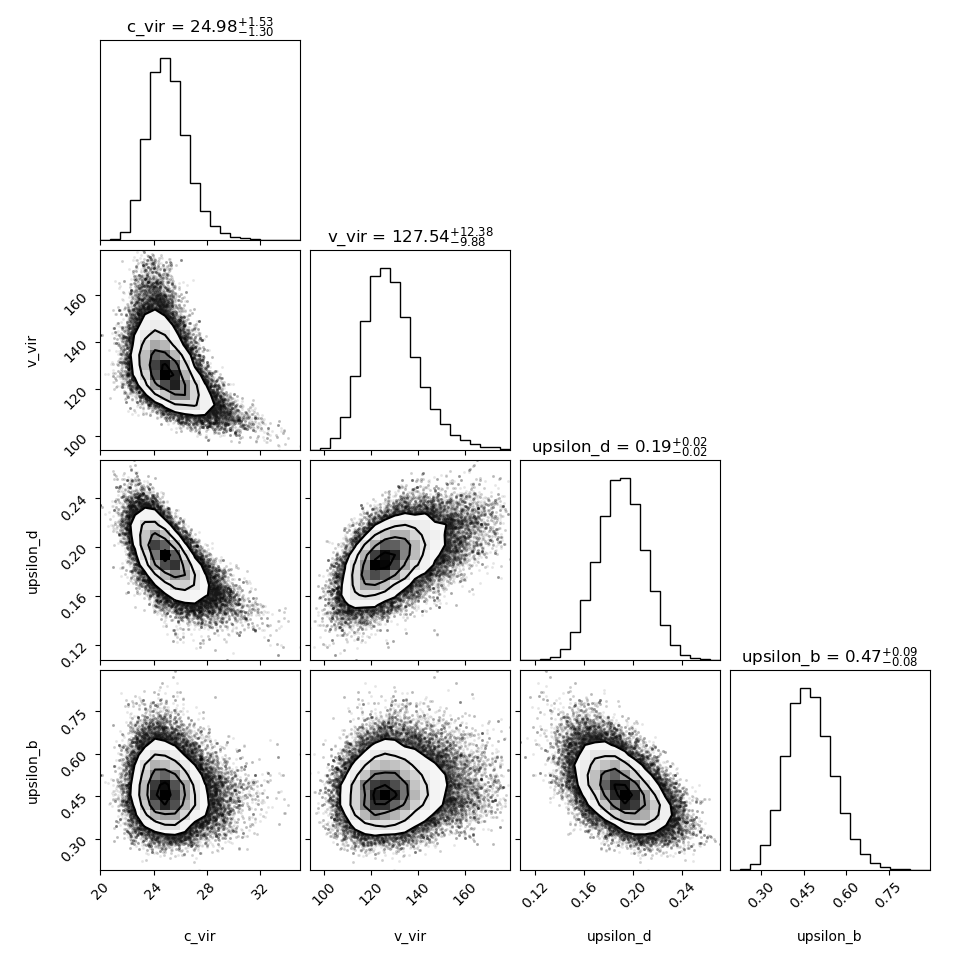 c_vir = 24.98+1.53−1.30
v_vir = 127.54+12.38−9.88
v_vir
160
140
120
100
upsilon_d = 0.19+0.02−0.02
upsilon_d
0.24
0.20
0.16
0.12
upsilon_b = 0.47+0.09−0.08
upsilon_b
0.75
0.60
0.45
0.30
20 24 28 32 100 120 140 160 0.12 0.16 0.20 0.24 0.30 0.45 0.60 0.75
c_vir v_vir upsilon_d upsilon_b